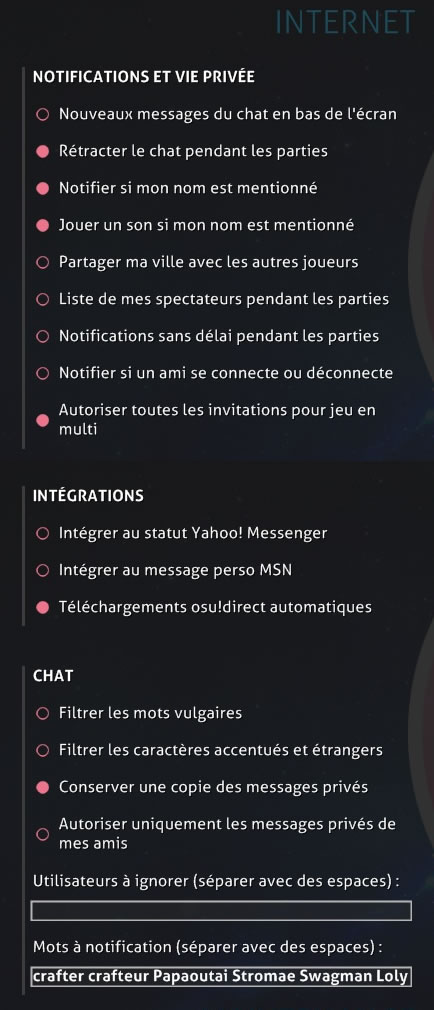 INTERNET
NOTIFICATIONS ET VIE PRIVÉE
Nouveaux messages du chat en bas de l'écran
Rétracter le chat pendant les parties
Notifier si mon nom est mentionné
Jouer un son si mon nom est mentionné
Partager ma ville avec les autres joueurs
Liste de mes spectateurs pendant les parties
Notifications sans délai pendant les parties
Notifier si un ami se connecte ou déconnecte
Autoriser toutes les invitations pour jeu en
multi
INTÉGRATIONS
Intégrer au statut Yahoo! Messenger
Intégrer au message perso MSN
Téléchargements osu!direct automatiques
CHAT
Filtrer les mots vulgaires
Filtrer les caractères accentués et étrangers
Conserver une copie des messages privés
Autoriser uniquement les messages privés de
mes amis
Utilisateurs à ignorer (séparer avec des espaces) :
Mots à notification (séparer avec des espaces) :
crafter crafteur Papaoutai Stromae Swagman Loly